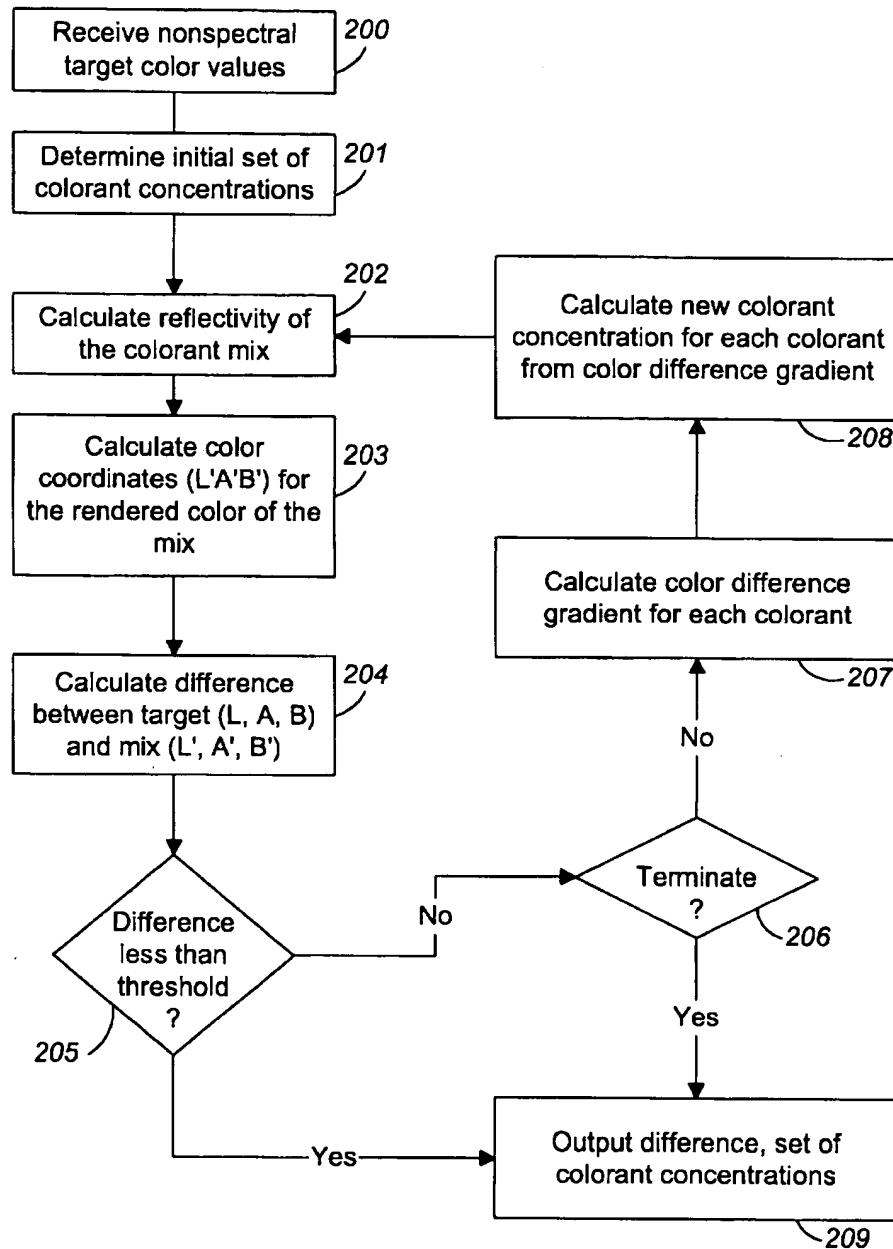 Receive nonspectral
target color values
200
Determine initial set of
colorant concentrations
201
Calculate reflectivity of
the colorant mix
202
Calculate color
coordinates (L'A'B') for
the rendered color of the
mix
203
Calculate difference
between target (L, A, B)
and mix (L', A', B')
204
Difference
less than
threshold
?
205
No
Yes
Terminate
?
206
No
Yes
Calculate color difference
gradient for each colorant
207
Calculate new colorant
concentration for each colorant
from color difference gradient
208
Output difference, set of
colorant concentrations
209